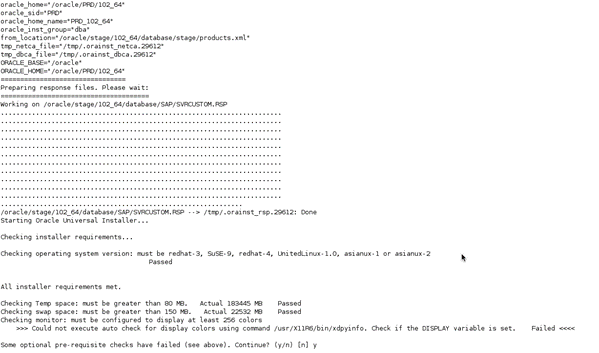 oracle_home="/oracle/PRD/102_64"
oracle_sid="PRD"
oracle_home_name="PRD_102_64"
oracle_inst_group="dba"
from_location="/oracle/stage/102_64/database/stage/products.xml"
tmp_netca_file="/tmp/.orainst_netca.29612"
tmp_dbca_file="/tmp/.orainst_dbca.29612"
ORACLE_BASE="/oracle"
ORACLE_HOME="/oracle/PRD/102_64"
==============================
Preparing response files. Please wait:
====================================
Working on /oracle/stage/102_64/database/SAP/SVRCUSTOM.RSP
......................................................................
......................................................................
......................................................................
......................................................................
......................................................................
......................................................................
......................................................................
......................................................................
......................................................................
......................................................................
......................................................................
............................................................
/oracle/stage/102_64/database/SAP/SVRCUSTOM.RSP --> /tmp/.orainst_rsp.29612: Done
Starting Oracle Universal Installer...
Checking installer requirements...
Checking operating system version: must be redhat-3, SuSE-9, redhat-4, UnitedLinux-1.0, asianux-1 or asianux-2
Passed
All installer requirements met.
Checking Temp space: must be greater than 80 MB. Actual 183445 MB Passed
Checking swap space: must be greater than 150 MB. Actual 22532 MB Passed
Checking monitor: must be configured to display at least 256 colors
>>> Could not execute auto check for display colors using command /usr/X11R6/bin/xdpyinfo. Check if the DISPLAY variable is set. Failed <<<<
Some optional pre-requisite checks have failed (see above). Continue? (y/n) [n] y